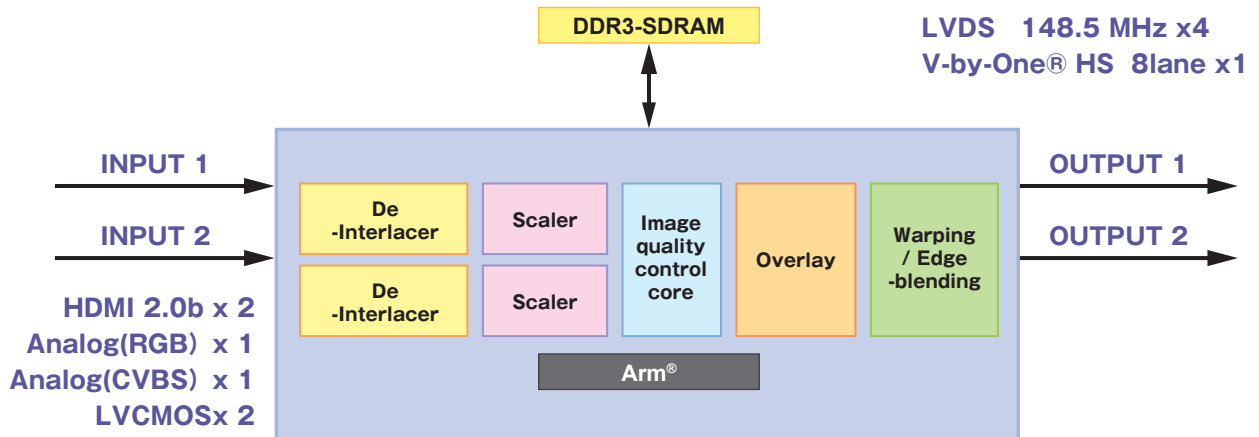 DDR3-SDRAM
LVDS 148.5 MHz x4
V-by-One® HS 8lane x1
INPUT 1
INPUT 2
HDMI 2.0b x 2
Analog(RGB) x 1
Analog(CVBS) x 1
LVCMOSx 2
De
-Interlacer
Scaler
De
-Interlacer
Scaler
Image
quality
control
core
Overlay
Warping
/ Edge
-blending
Arm®
OUTPUT 1
OUTPUT 2